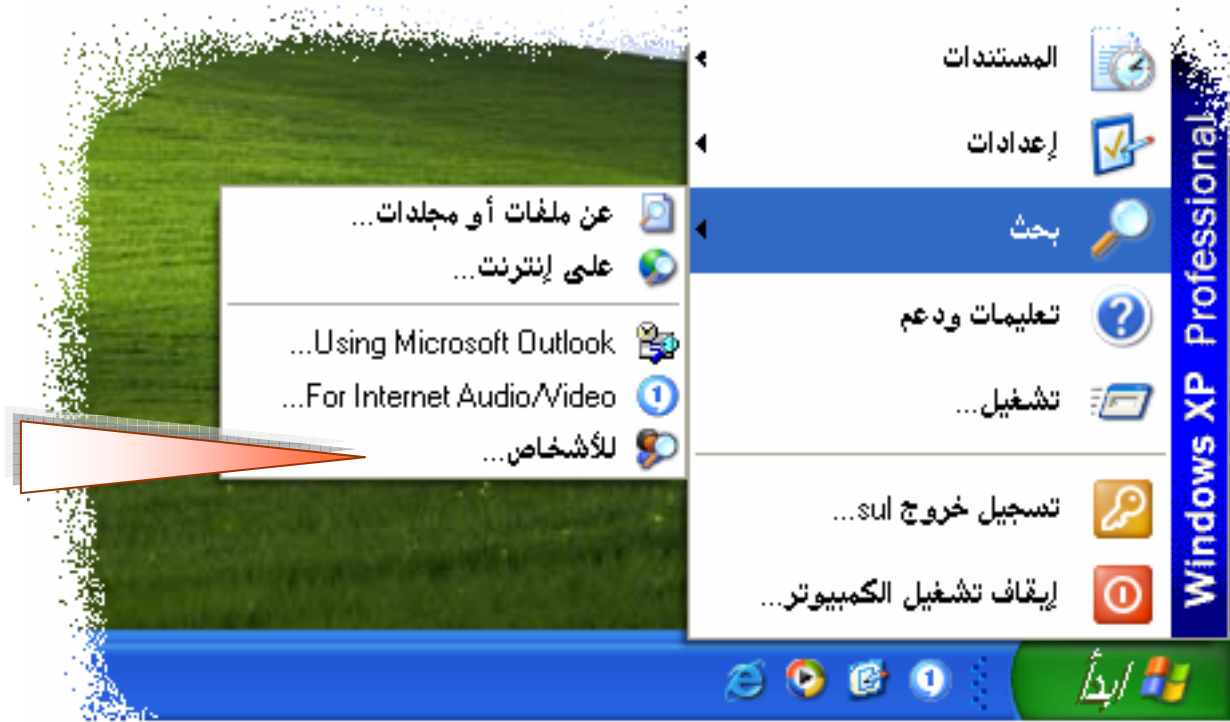 المستندات
إعدادات
بحث
تعليمات ودعم
تشغيل...
تسجيل خروج sul...
إيقاف تشغيل الكمبيوتر...
عن ملفات أو مجلدات...
على إنترنت...
Using Microsoft Outlook...
For Internet Audio/Video...
للأشخاص...
Windows XP Professional
ابدأ